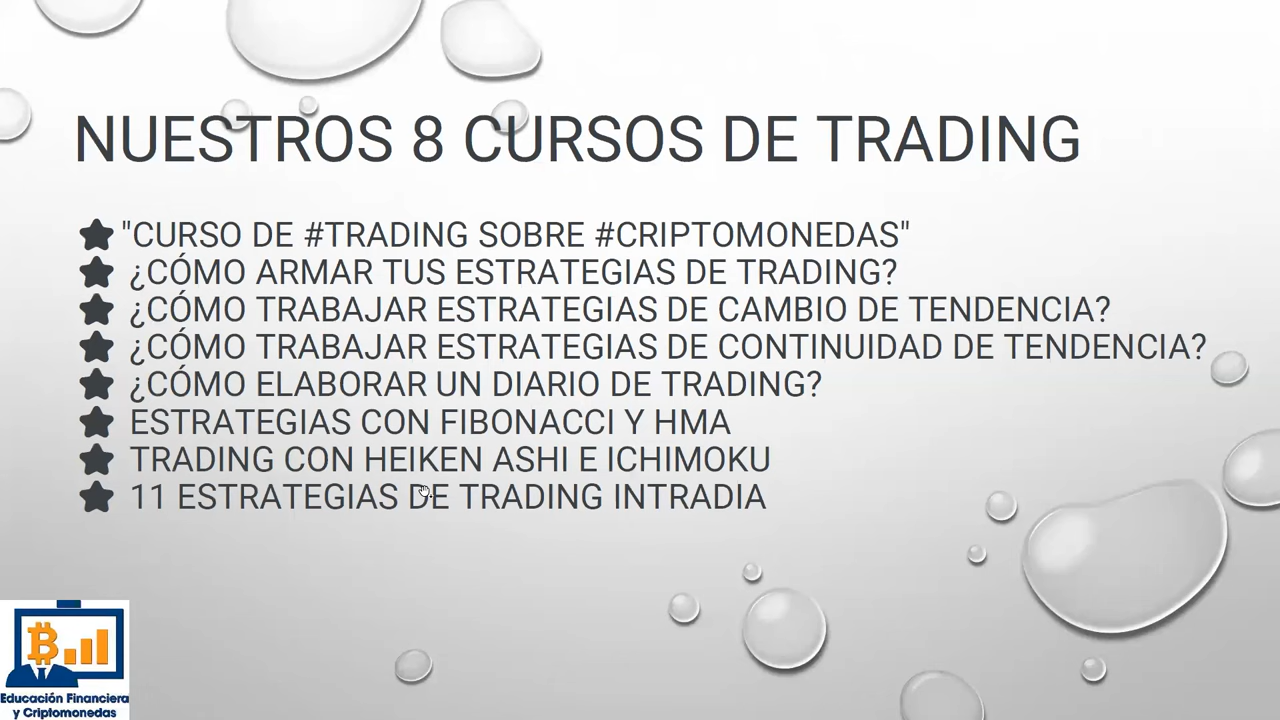 NUESTROS 8 CURSOS DE TRADING
"CURSO DE #TRADING SOBRE #CRIPTOMONEDAS"
¿CÓMO ARMAR TUS ESTRATEGIAS DE TRADING?
¿CÓMO TRABAJAR ESTRATEGIAS DE CAMBIO DE TENDENCIA?
¿CÓMO TRABAJAR ESTRATEGIAS DE CONTINUIDAD DE TENDENCIA?
¿CÓMO ELABORAR UN DIARIO DE TRADING?
ESTRATEGIAS CON FIBONACCI Y HMA
TRADING CON HEIKEN ASHI E ICHIMOKU
11 ESTRATEGIAS DE TRADING INTRADIA
Educación Financiera
y Criptomonedas